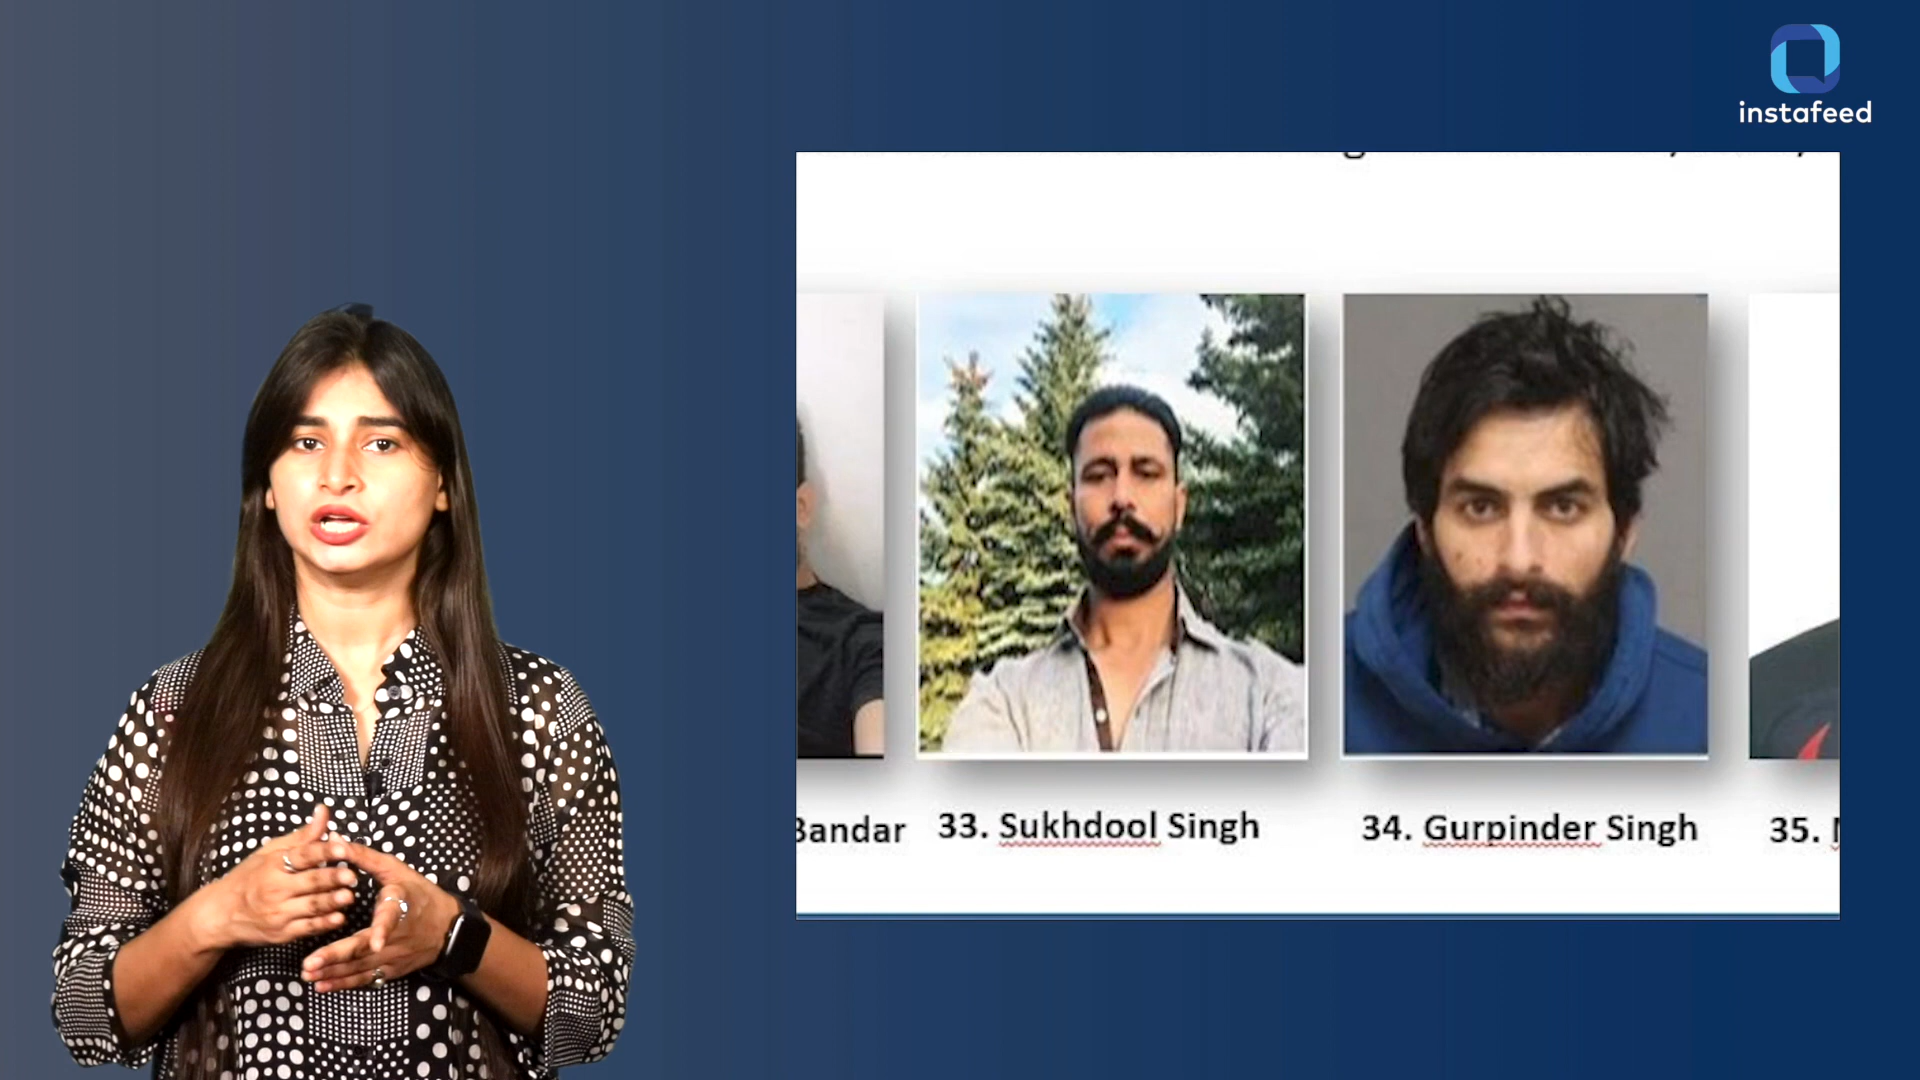 instafeed
Bandar
33. Sukhdool Singh
34. Gurpinder Singh
35.